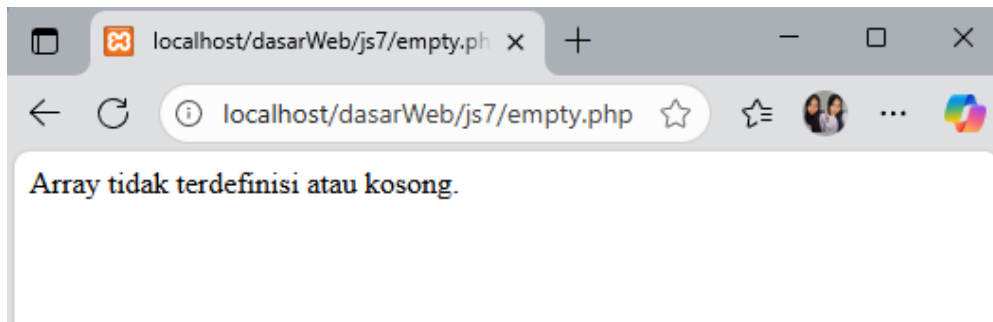 localhost/dasarWeb/js7/empty.ph
localhost/dasarWeb/js7/empty.php
Array tidak terdefinisi atau kosong.